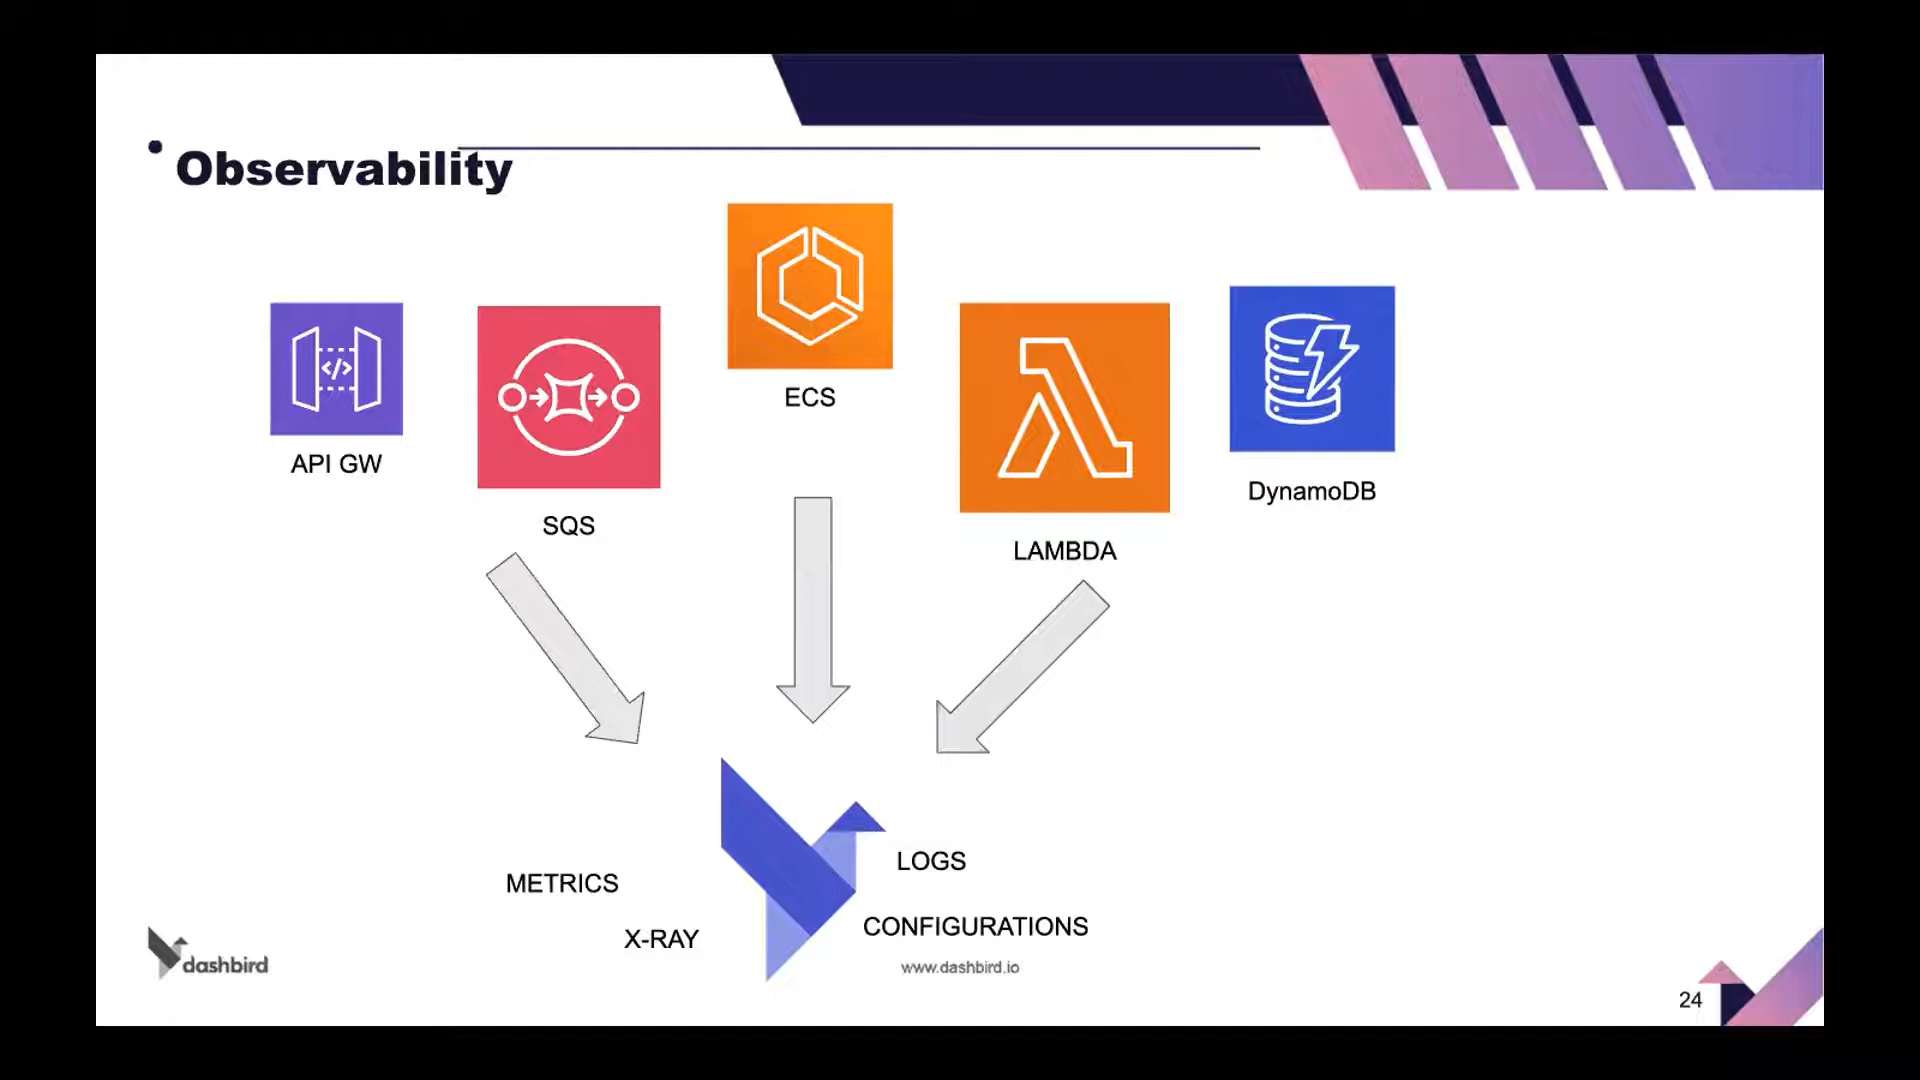 Observability
ECS
API GW
DynamoDB
SQS
LAMBDA
LOGS
METRICS
CONFIGURATIONS
X-RAY
dashbird
www.dashbird.io
24